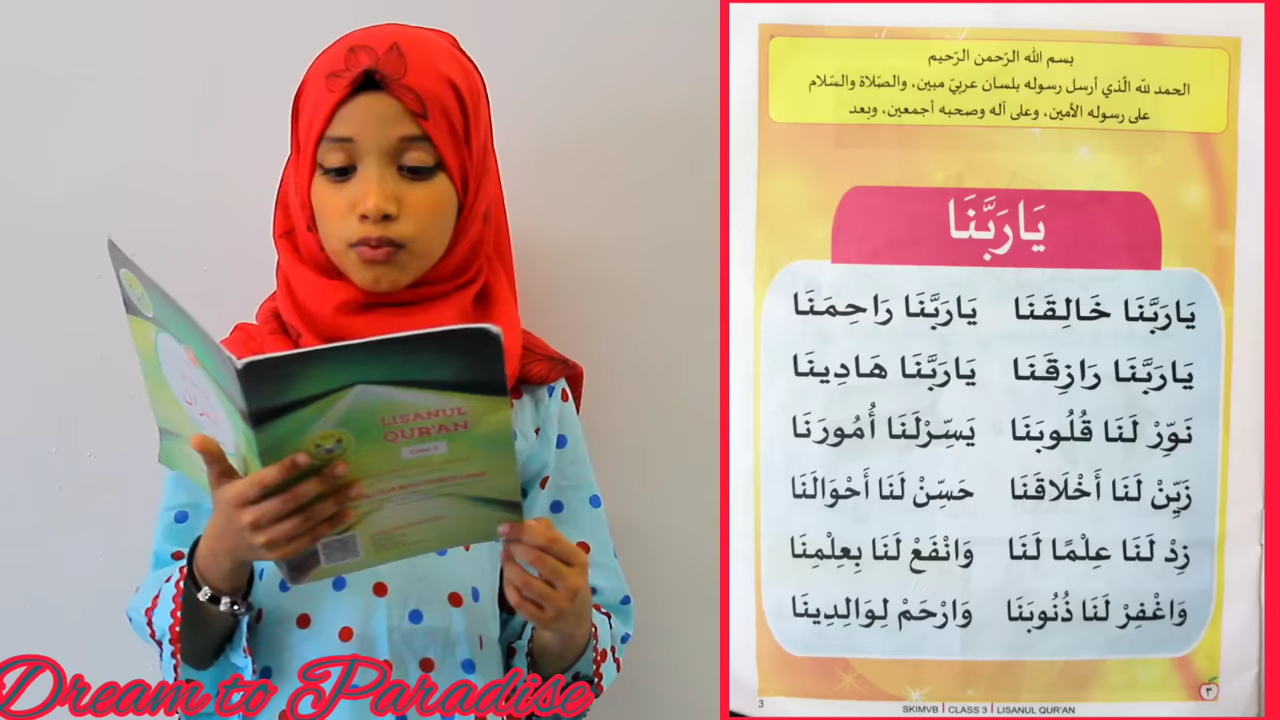 بسم الله الرّحمن الرّحيم
الحمد لله الّذي أرسل رسوله بلسان عربيّ مبين، والصّلاة والسّلام
على رسوله الأمين، وعلى آله وصحبه أجمعين، وبعد
يَارَبَّنَا
يَارَبَّنَا خَالِقَنَا يَارَبَّنَا رَاحِمَنَا
يَارَبَّنَا رَازِقَنَا يَارَبَّنَا هَادِينَا
نَوِّرْ لَنَا قُلُوبَنَا يَسِّرْلَنَا أُمُورَنَا
زَيِّنْ لَنَا أَخْلَاقَنَا حَسِّنْ لَنَا أَحْوَالَنَا
زِدْ لَنَا عِلْمًا لَنَا وَانْفَعْ لَنَا بِعِلْمِنَا
وَاغْفِرْ لَنَا ذُنُوبَنَا وَارْحَمْ لِوَالِدِينَا
٣
3
SKIMVB | CLASS 3 | LISANUL QUR'AN
LISANUL
QUR'AN
Class 3
Dream to Paradise